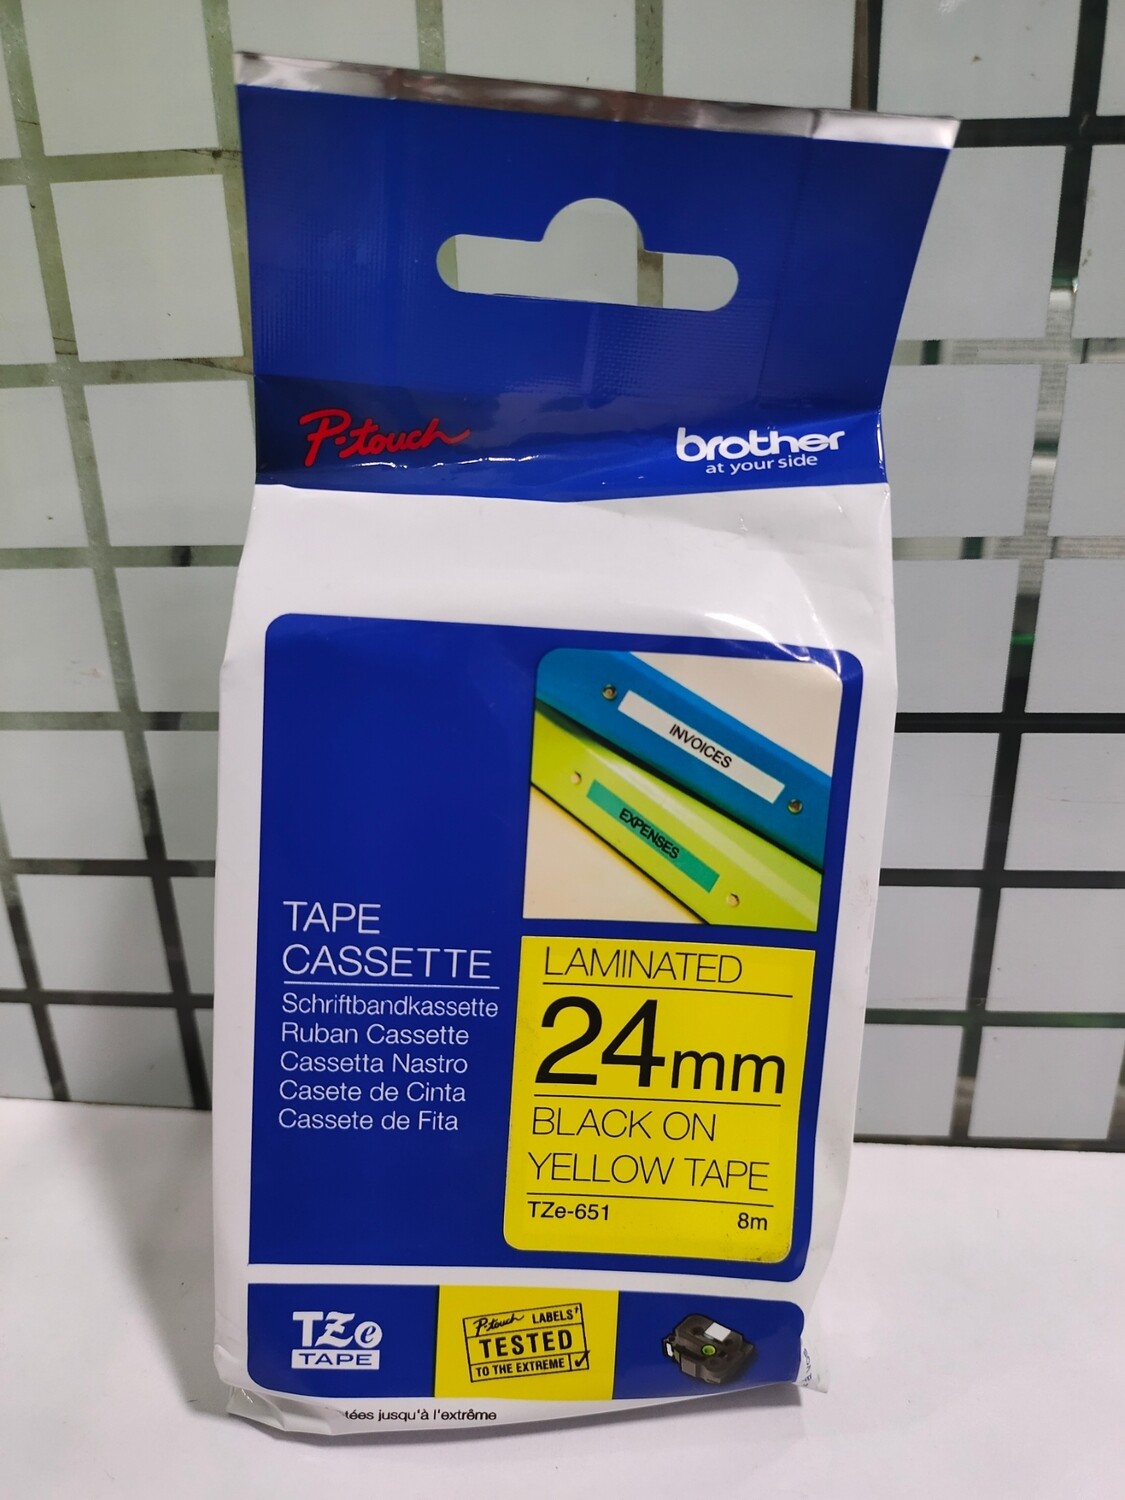 P-touch
brother
at your side
INVOICES
EXPENSES
TAPE
CASSETTE
Schriftbandkassette
Ruban Cassette
Cassetta Nastro
Casete de Cinta
Cassete de Fita
LAMINATED
24mm
BLACK ON
YELLOW TAPE
TZe-651 8m
TZe
TAPE
P-touch LABELS†
TESTED
TO THE EXTREME
tées jusqu'à l'extrême